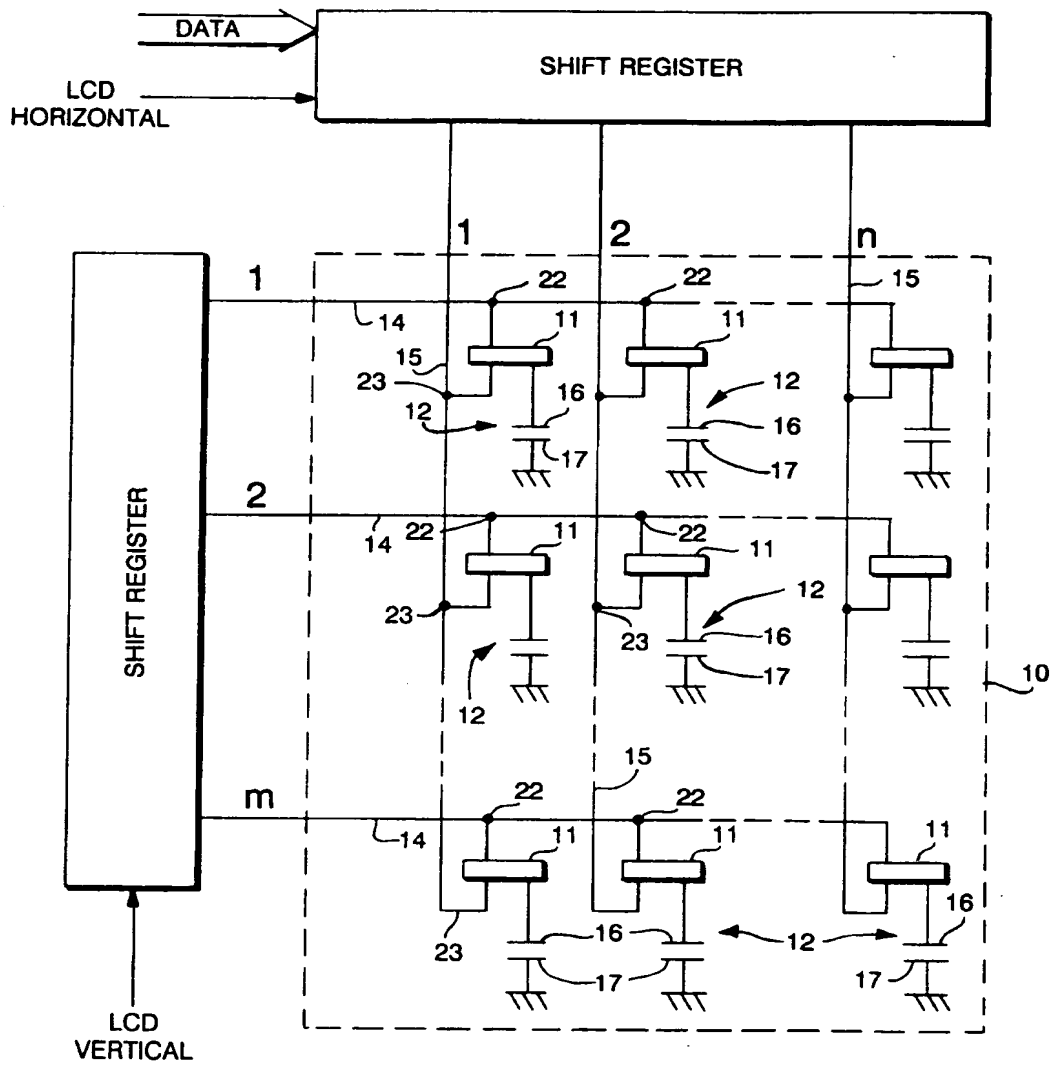 DATA
SHIFT REGISTER
LCD
HORIZONTAL
1 2 n
1 22 22 15
14 11 11
15
23 12 16 12 16
17 17
2
14 22 22 11 11
23 23 12 16
17
12
10
SHIFT REGISTER
15
m 22 22
14 11 11 11
23 16 12 16
17 17
LCD
VERTICAL